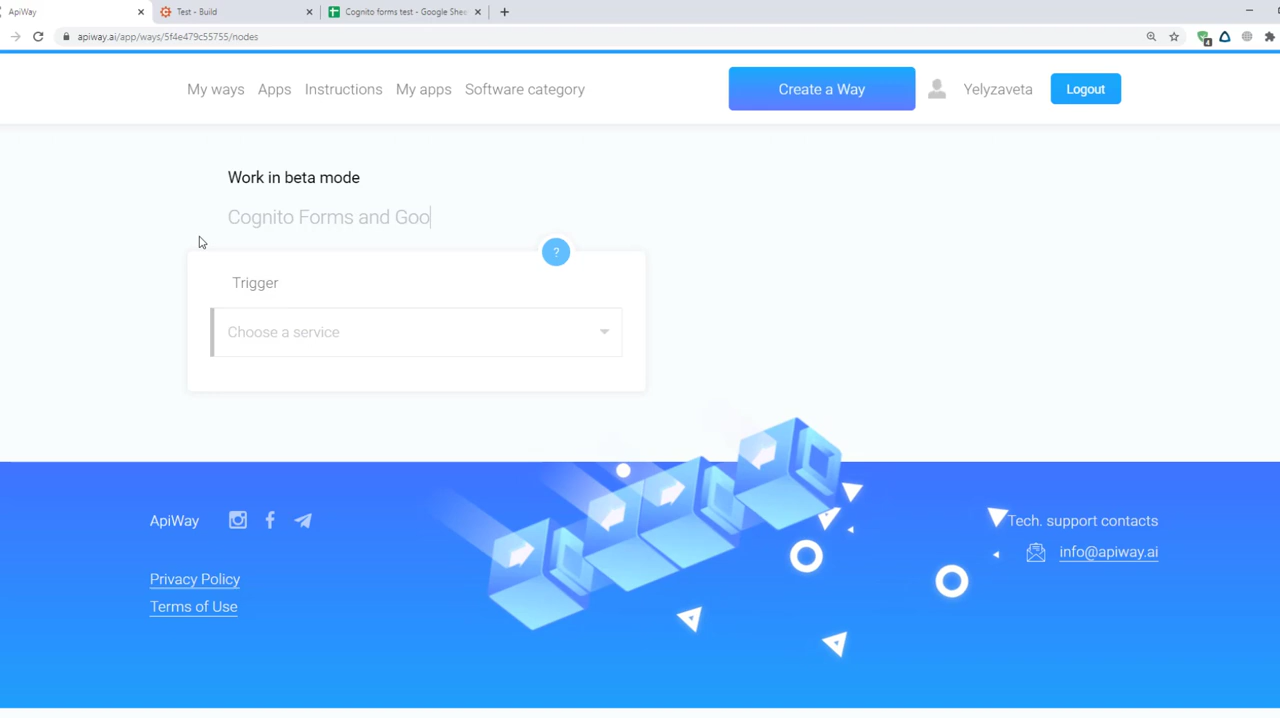 ApiWay
Test - Build
Cognito forms test - Google Shee
apiway.ai/app/ways/5f4e479c55755/nodes
4
My ways Apps Instructions My apps Software category
Create a Way
Yelyzaveta
Logout
Work in beta mode
Cognito Forms and Goo
?
Trigger
Choose a service
ApiWay
Tech. support contacts
info@apiway.ai
Privacy Policy
Terms of Use